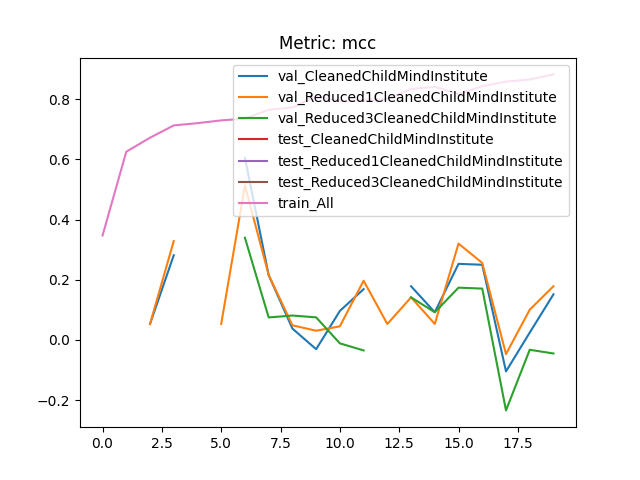 Metric: mcc
val_CleanedChildMindInstitute
val_Reduced1CleanedChildMindInstitute
val_Reduced3CleanedChildMindInstitute
test_CleanedChildMindInstitute
test_Reduced1CleanedChildMindInstitute
test_Reduced3CleanedChildMindInstitute
train_All
0.8
0.6
0.4
0.2
0.0
−0.2
0.0 2.5 5.0 7.5 10.0 12.5 15.0 17.5